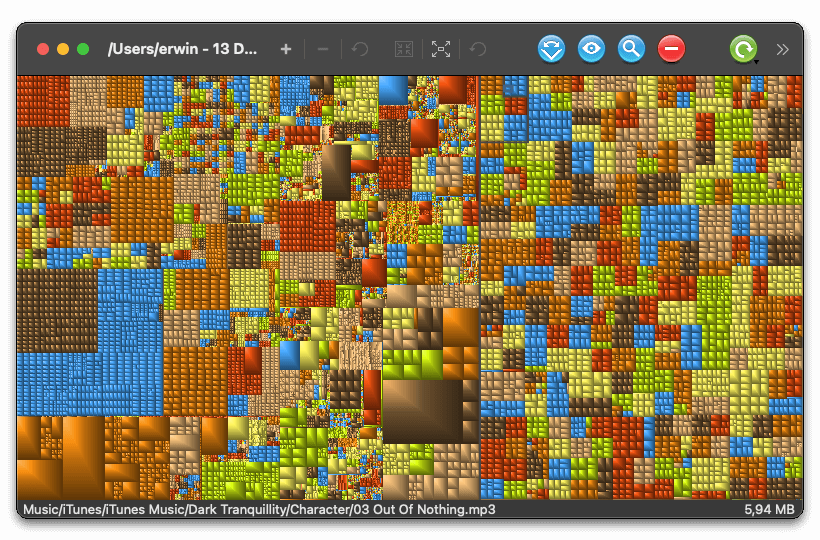 /Users/erwin - 13 D...
Music/iTunes/iTunes Music/Dark Tranquillity/Character/03 Out Of Nothing.mp3
5,94 MB